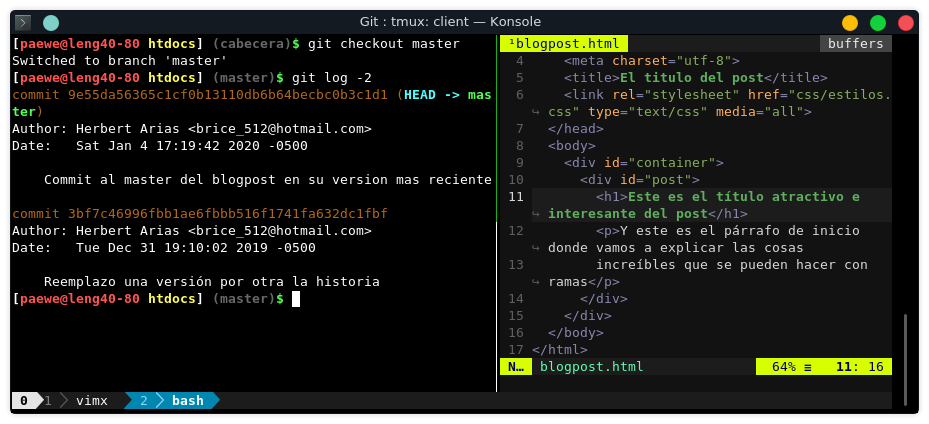 Git : tmux: client — Konsole
[paewe@leng40-80 htdocs] (cabecera)$ git checkout master
Switched to branch 'master'
[paewe@leng40-80 htdocs] (master)$ git log -2
commit 9e55da56365c1cf0b13110db6b64becbc0b3c1d1 (HEAD -> mas
ter)
Author: Herbert Arias <brice_512@hotmail.com>
Date:   Sat Jan 4 17:19:42 2020 -0500
    Commit al master del blogpost en su version mas reciente
commit 3bf7c46996fbb1ae6fbbb516f1741fa632dc1fbf
Author: Herbert Arias <brice_512@hotmail.com>
Date:   Tue Dec 31 19:10:02 2019 -0500
    Reemplazo una versión por otra la historia
[paewe@leng40-80 htdocs] (master)$
¹blogpost.html buffers
4     <meta charset="utf-8">
5     <title>El titulo del post</title>
6     <link rel="stylesheet" href="css/estilos.
↪ css" type="text/css" media="all">
7   </head>
8   <body>
9     <div id="container">
10       <div id="post">
11         <h1>Este es el título atractivo e
↪ interesante del post</h1>
12         <p>Y este es el párrafo de inicio
↪ donde vamos a explicar las cosas
13         increíbles que se pueden hacer con
↪ ramas</p>
14       </div>
15     </div>
16   </body>
17 </html>
N… blogpost.html 64% ≡ 11: 16
0 1 vimx 2 bash